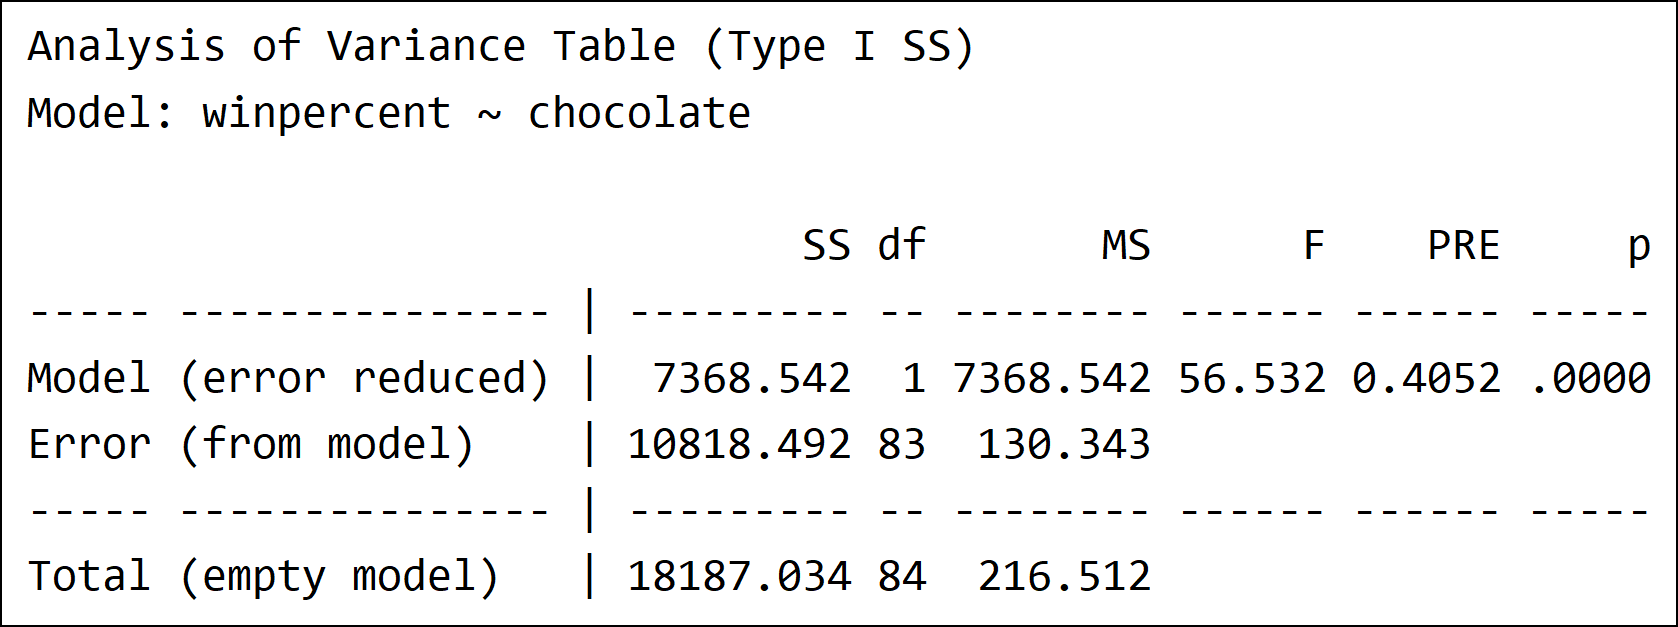 Analysis of Variance Table (Type I SS)
Model: winpercent ~ chocolate

                               SS df       MS      F    PRE     p
----- --------------- | --------- -- -------- ------ ------ -----
Model (error reduced) |  7368.542  1 7368.542 56.532 0.4052 .0000
Error (from model)    | 10818.492 83  130.343
----- --------------- | --------- -- -------- ------ ------ -----
Total (empty model)   | 18187.034 84  216.512